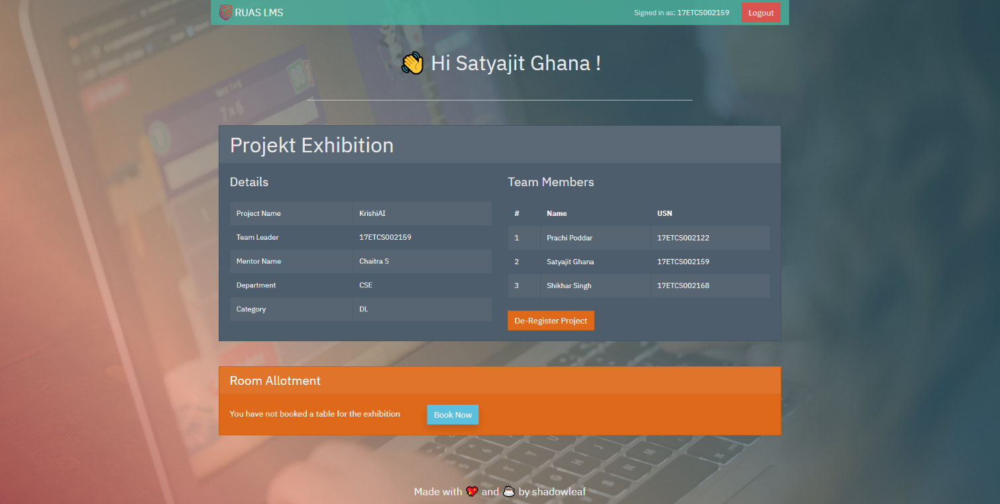 RUAS LMS
Signed in as: 17ETCS002159
Logout
👋 Hi Satyajit Ghana !
Projekt Exhibition
Details
Project Name KrishiAI
Team Leader 17ETCS002159
Mentor Name Chaitra S
Department CSE
Category DL
Team Members
# Name USN
1 Prachi Poddar 17ETCS002122
2 Satyajit Ghana 17ETCS002159
3 Shikhar Singh 17ETCS002168
De-Register Project
Room Allotment
You have not booked a table for the exhibition
Book Now
Made with 💖 and ☕ by shadowleaf
7x6